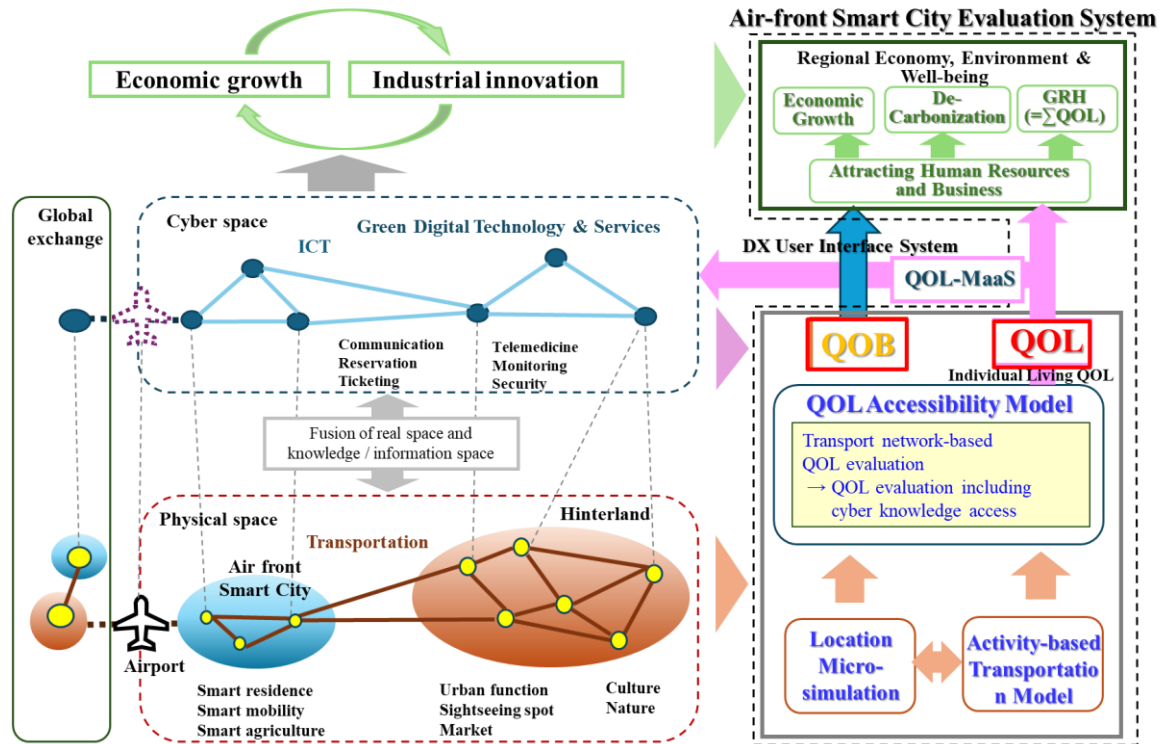 Air-front Smart City Evaluation System
Economic growth
Industrial innovation
Regional Economy, Environment &
Well-being
Economic
Growth
De-
Carbonization
GRH
(=∑QOL)
Attracting Human Resources
and Business
Global
exchange
Cyber space
Green Digital Technology & Services
ICT
Communication
Reservation
Ticketing
Telemedicine
Monitoring
Security
DX User Interface System
QOL-MaaS
QOB
QOL
Individual Living QOL
QOL Accessibility Model
Transport network-based
QOL evaluation
→ QOL evaluation including
cyber knowledge access
Fusion of real space and
knowledge / information space
Physical space
Hinterland
Transportation
Air front
Smart City
Airport
Smart residence
Smart mobility
Smart agriculture
Urban function
Sightseeing spot
Market
Culture
Nature
Location
Micro-
simulation
Activity-based
Transportatio
n Model